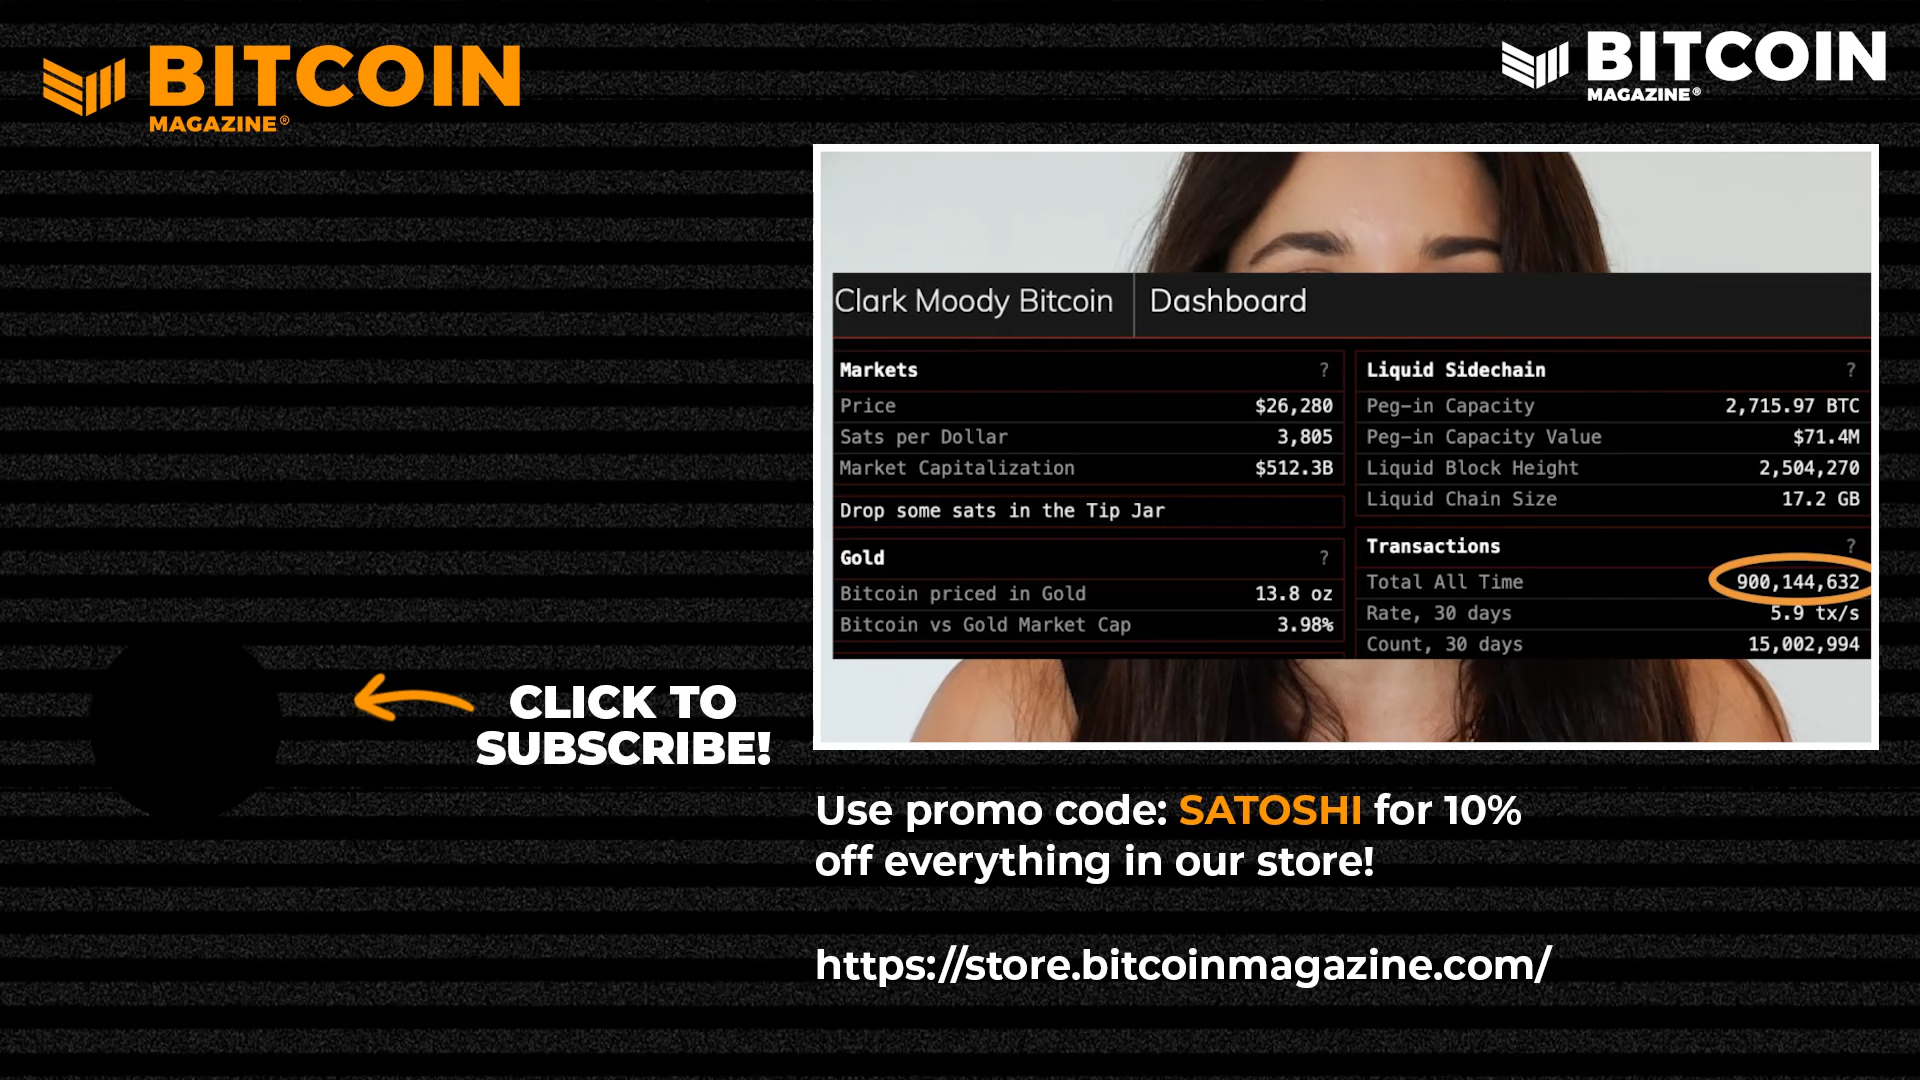 BITCOIN
MAGAZINE®
BITCOIN
MAGAZINE®
Clark Moody Bitcoin Dashboard
Markets ?
Price $26,280
Sats per Dollar 3,805
Market Capitalization $512.3B
Drop some sats in the Tip Jar
Gold ?
Bitcoin priced in Gold 13.8 oz
Bitcoin vs Gold Market Cap 3.98%
Liquid Sidechain ?
Peg-in Capacity 2,715.97 BTC
Peg-in Capacity Value $71.4M
Liquid Block Height 2,504,270
Liquid Chain Size 17.2 GB
Transactions ?
Total All Time 900,144,632
Rate, 30 days 5.9 tx/s
Count, 30 days 15,002,994
CLICK TO
SUBSCRIBE!
Use promo code: SATOSHI for 10%
off everything in our store!
https://store.bitcoinmagazine.com/